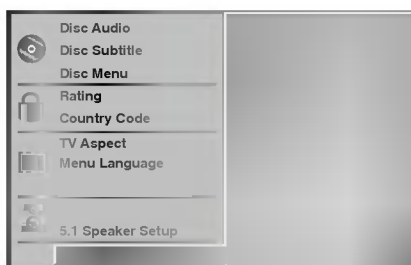 Disc Audio
Disc Subtitle
Disc Menu
Rating
Country Code
TV Aspect
Menu Language
5.1 Speaker Setup